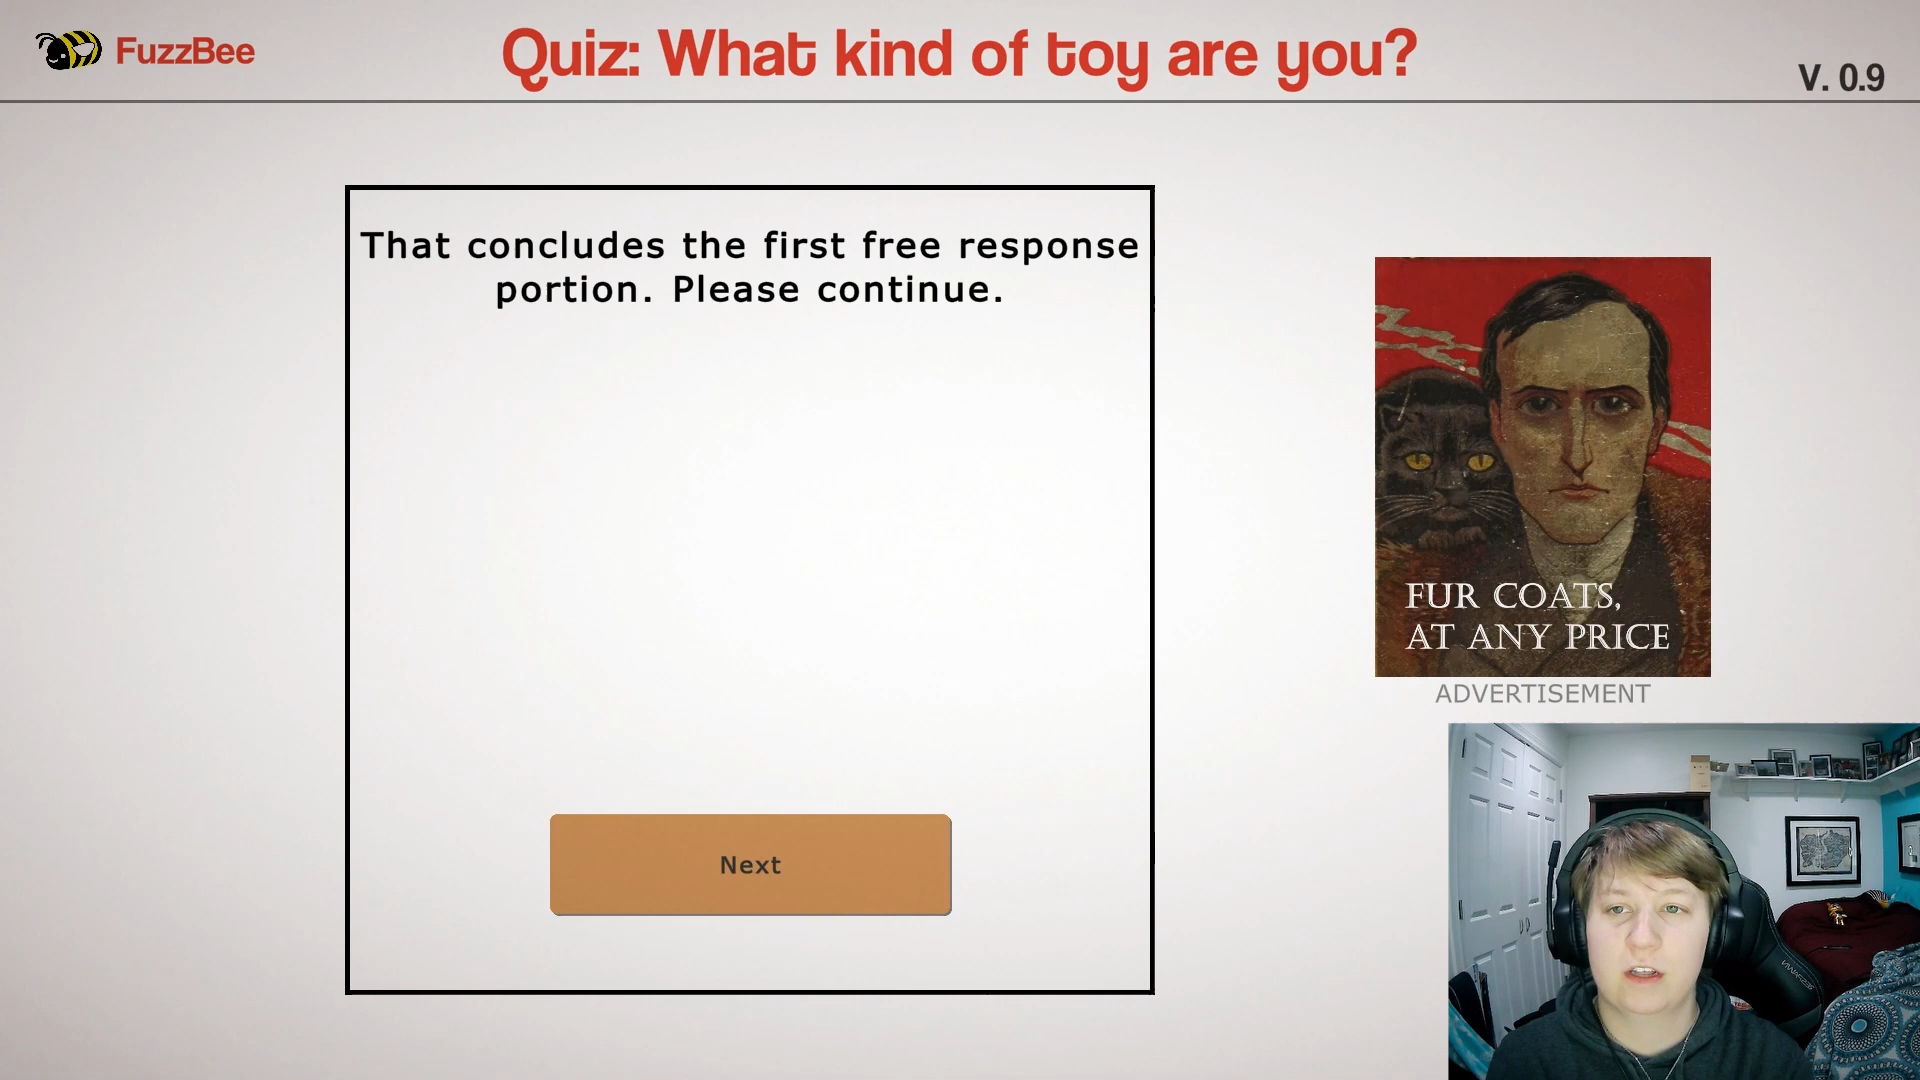 FuzzBee
Quiz: What kind of toy are you?
V. 0.9
That concludes the first free response
portion. Please continue.
Next
FUR COATS,
AT ANY PRICE
ADVERTISEMENT